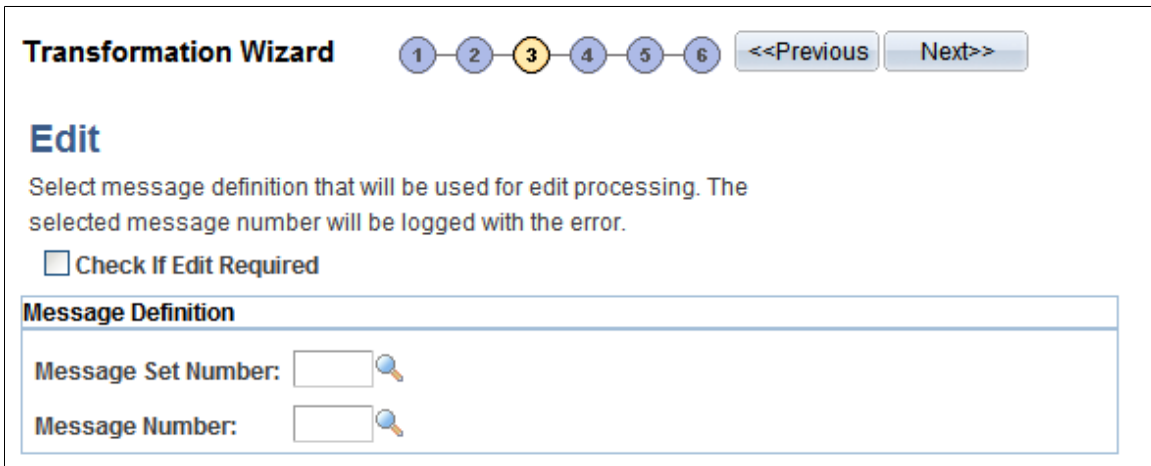 Transformation Wizard 1 2 3 4 5 6 <<Previous Next>>
Edit
Select message definition that will be used for edit processing. The
selected message number will be logged with the error.
Check If Edit Required
Message Definition
Message Set Number:
Message Number: